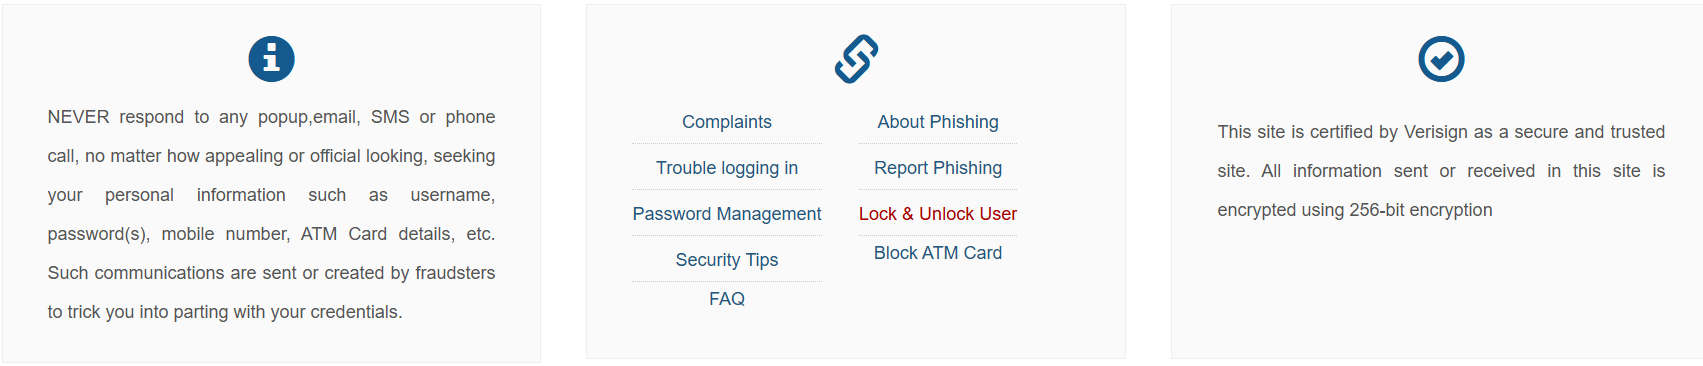 NEVER respond to any popup,email, SMS or phone
call, no matter how appealing or official looking, seeking
your personal information such as username,
password(s), mobile number, ATM Card details, etc.
Such communications are sent or created by fraudsters
to trick you into parting with your credentials.
Complaints
Trouble logging in
Password Management
Security Tips
FAQ
About Phishing
Report Phishing
Lock & Unlock User
Block ATM Card
This site is certified by Verisign as a secure and trusted
site. All information sent or received in this site is
encrypted using 256-bit encryption